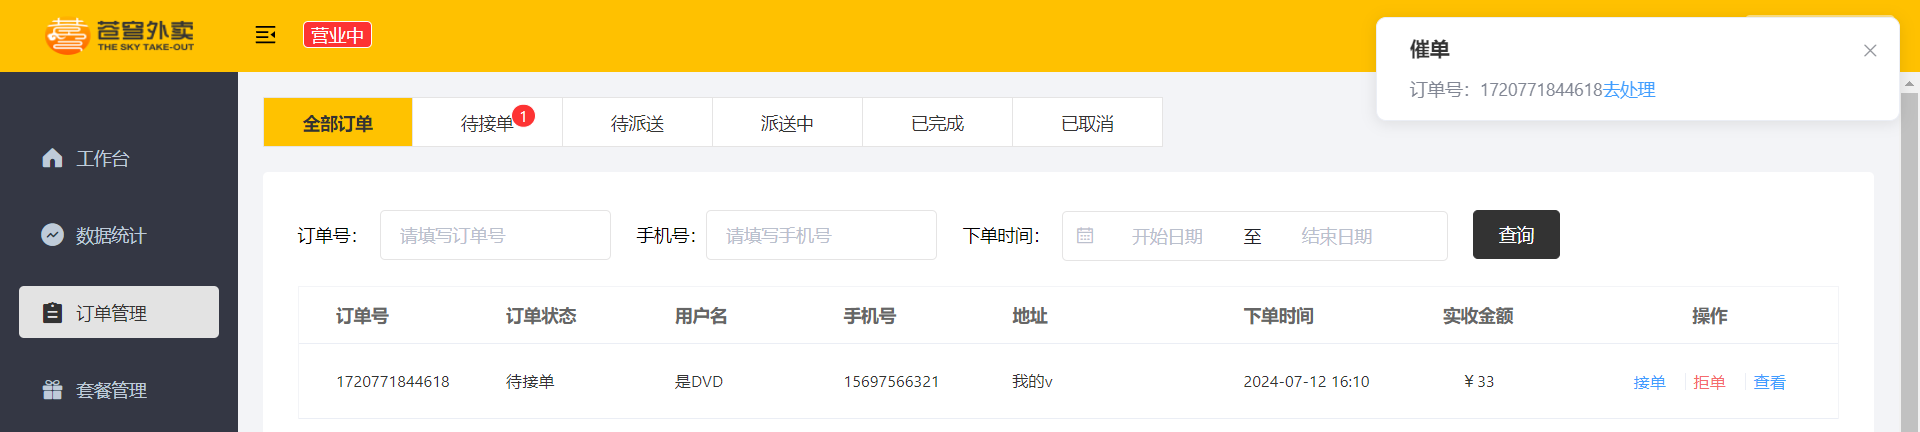 苍穹外卖
THE SKY TAKE-OUT
营业中
催单
订单号：1720771844618去处理
工作台
数据统计
订单管理
套餐管理
全部订单 待接单 1 待派送 派送中 已完成 已取消
订单号： 请填写订单号 手机号： 请填写手机号 下单时间： 开始日期 至 结束日期 查询
订单号 订单状态 用户名 手机号 地址 下单时间 实收金额 操作
1720771844618 待接单 是DVD 15697566321 我的v 2024-07-12 16:10 ￥33 接单 拒单 查看